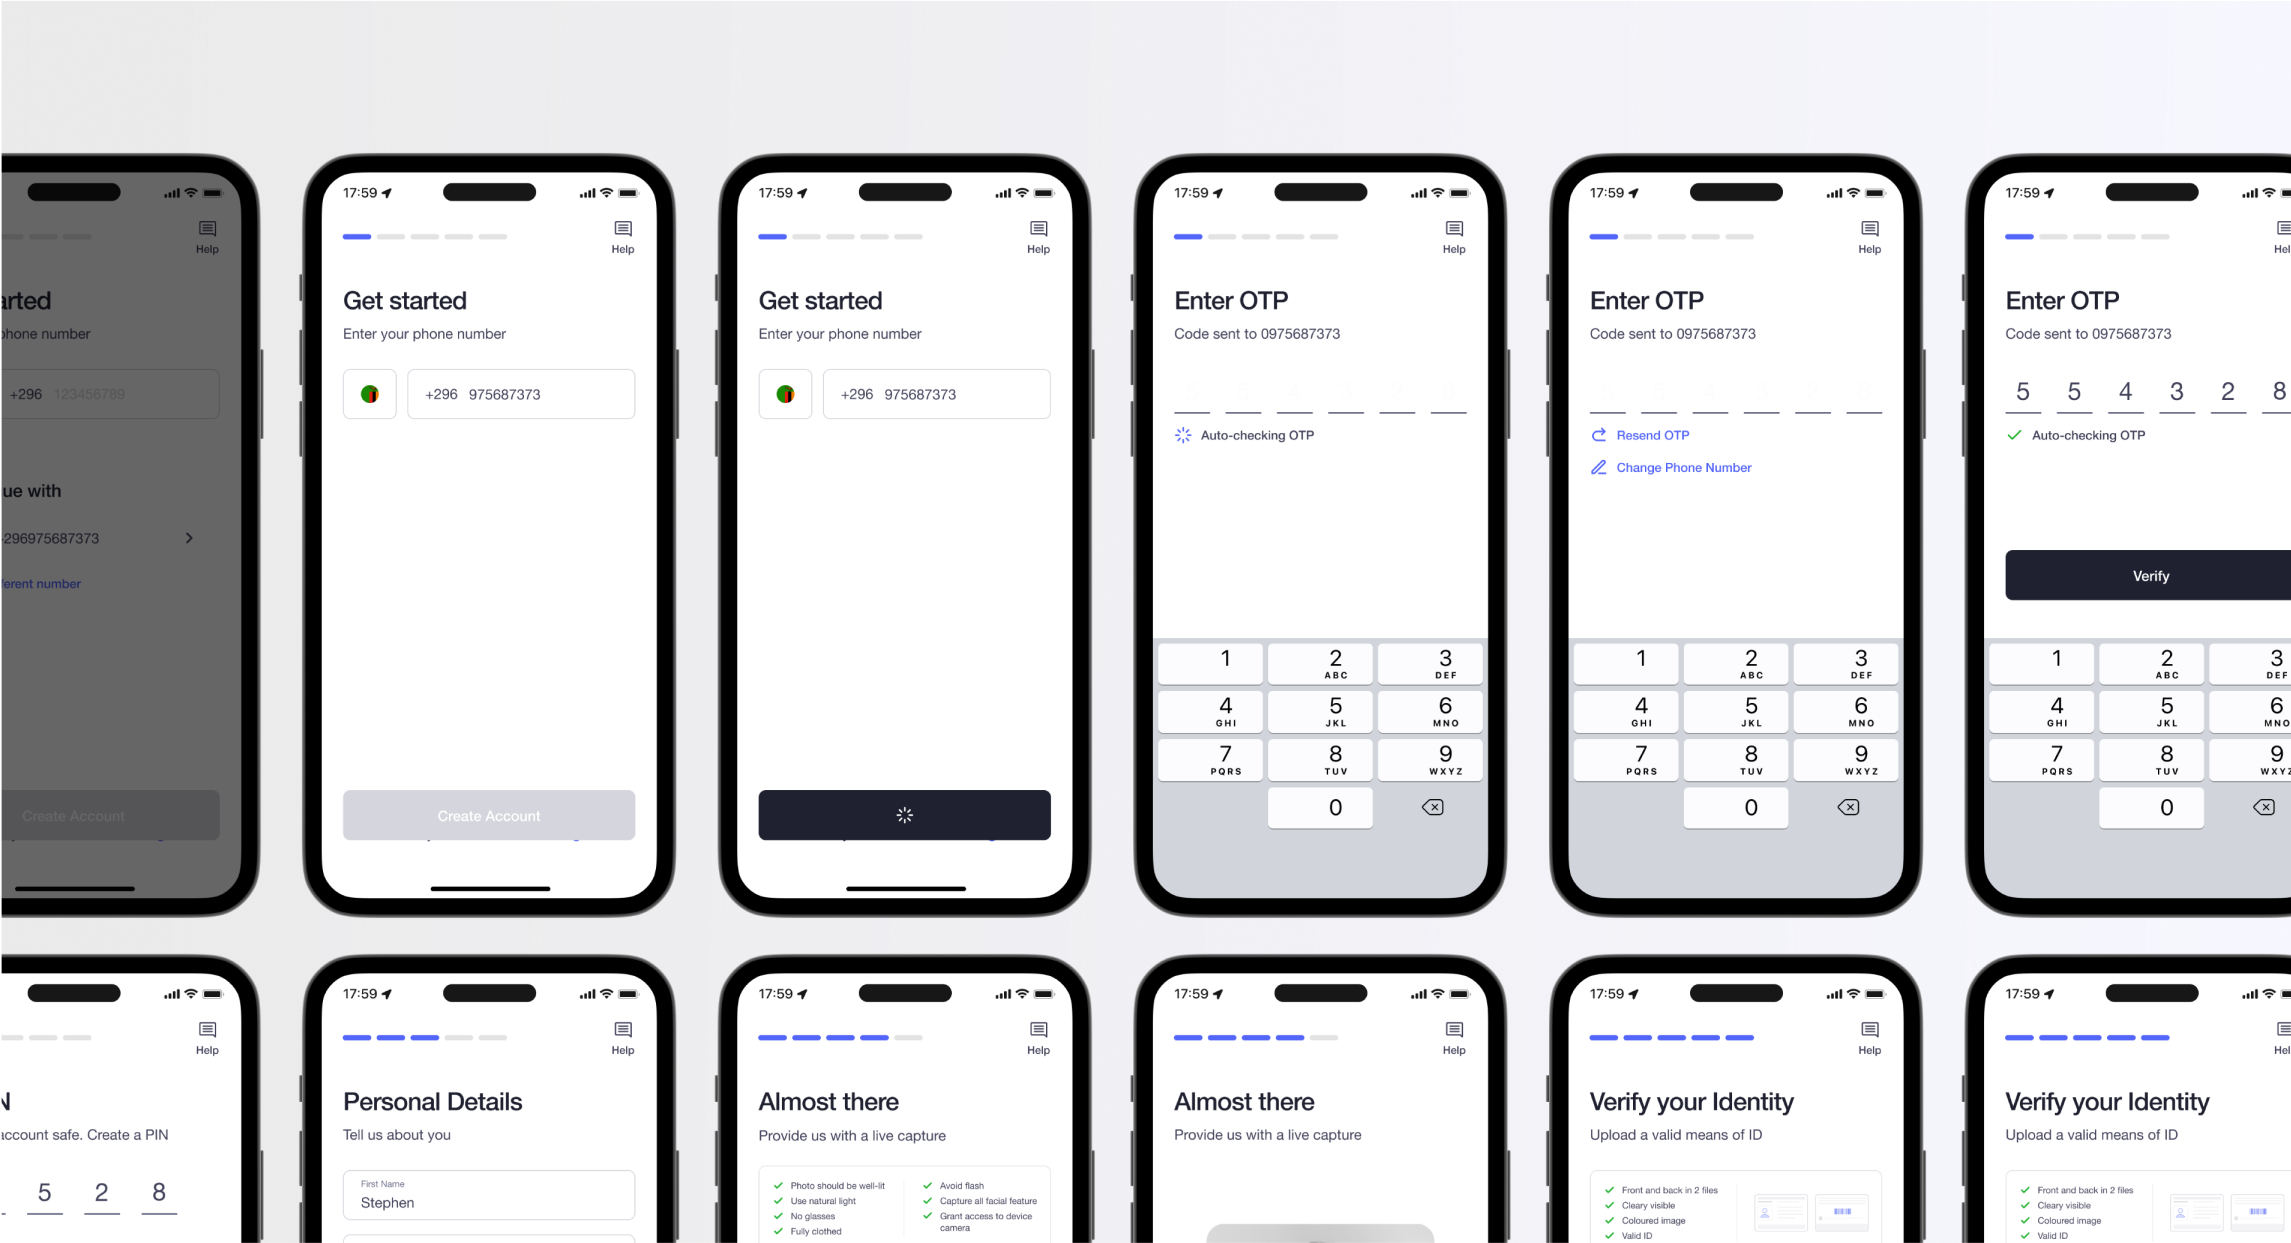 arted
phone number
+296 123456789
ue with
-296975687373
erent number
Create Account
Help
17:59
Help
Get started
Enter your phone number
+296 975687373
Create Account
17:59
Help
Get started
Enter your phone number
+296 975687373
17:59
Help
Enter OTP
Code sent to 0975687373
Auto-checking OTP
1
2 ABC
3 DEF
4 GHI
5 JKL
6 MNO
7 PQRS
8 TUV
9 WXYZ
0
17:59
Help
Enter OTP
Code sent to 0975687373
Resend OTP
Change Phone Number
1
2 ABC
3 DEF
4 GHI
5 JKL
6 MNO
7 PQRS
8 TUV
9 WXYZ
0
17:59
Hel
Enter OTP
Code sent to 0975687373
5 5 4 3 2 8
Auto-checking OTP
Verify
1
2 ABC
3 DEF
4 GHI
5 JKL
6 MNO
7 PQRS
8 TUV
9 WXYZ
0
Help
N
account safe. Create a PIN
5 2 8
17:59
Help
Personal Details
Tell us about you
First Name
Stephen
17:59
Help
Almost there
Provide us with a live capture
Photo should be well-lit
Use natural light
No glasses
Fully clothed
Avoid flash
Capture all facial feature
Grant access to device
camera
17:59
Help
Almost there
Provide us with a live capture
17:59
Help
Verify your Identity
Upload a valid means of ID
Front and back in 2 files
Cleary visible
Coloured image
Valid ID
17:59
Hel
Verify your Identity
Upload a valid means of ID
Front and back in 2 files
Cleary visible
Coloured image
Valid ID